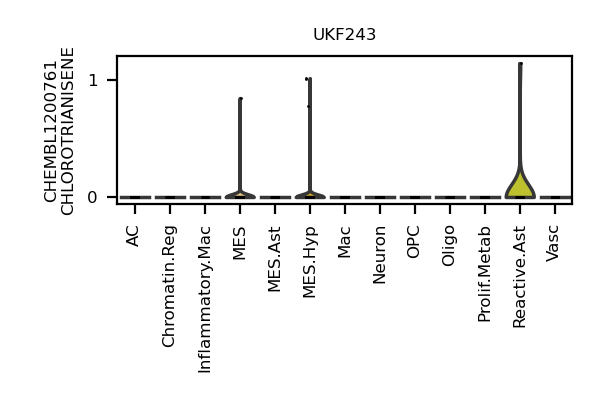 UKF243
CHEMBL1200761
CHLOROTRIANISENE
1
0
AC
Chromatin.Reg
Inflammatory.Mac
MES
MES.Ast
MES.Hyp
Mac
Neuron
OPC
Oligo
Prolif.Metab
Reactive.Ast
Vasc